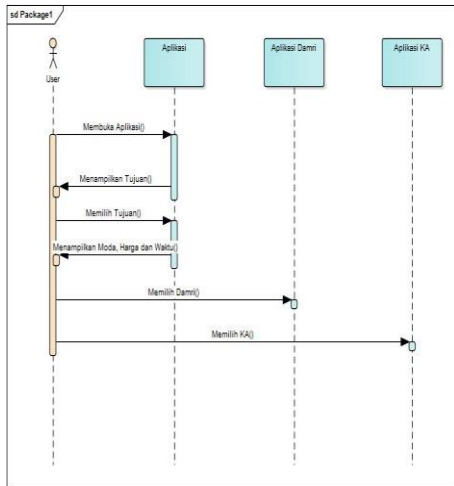 sd Package1
User
Aplikasi
Aplikasi Damri
Aplikasi KA
Membuka Aplikasi()
Menampilkan Tujuan()
Memilih Tujuan()
Menampilkan Moda, Harga dan Waktu()
Memilih Damri()
Memilih KA()